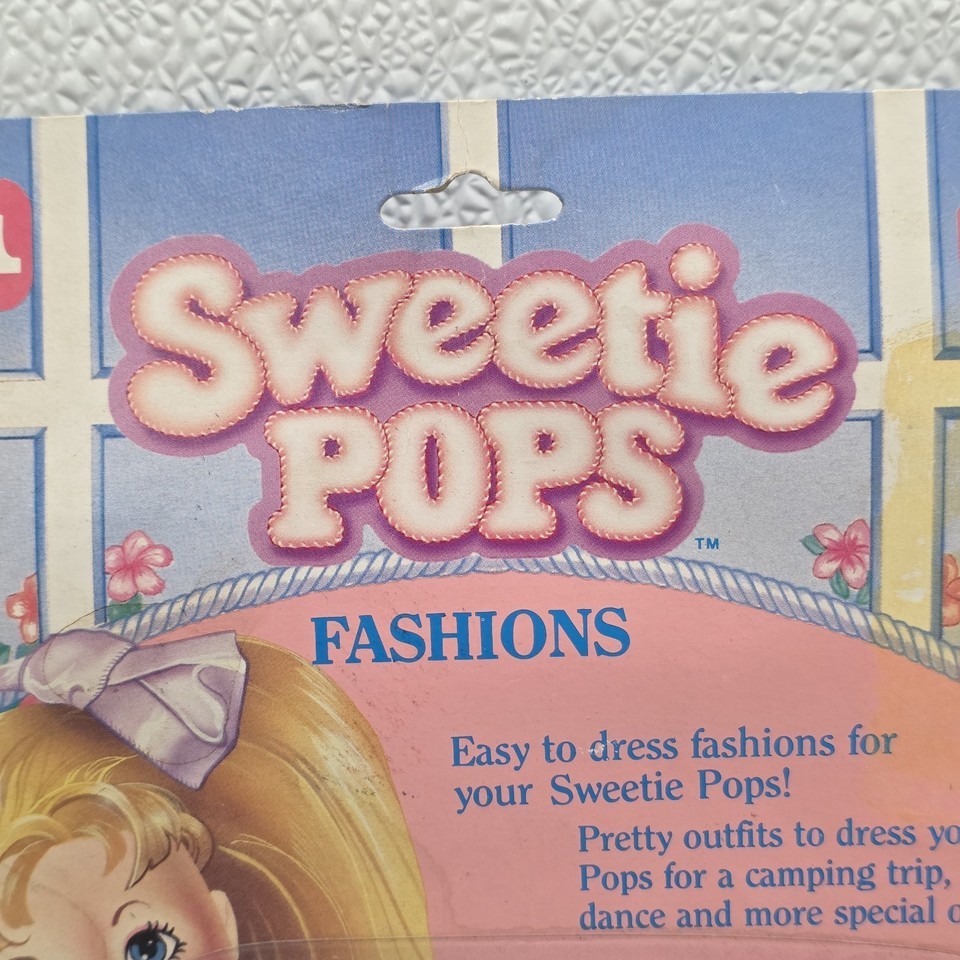 Sweetie
POPS
TM
FASHIONS
Easy to dress fashions for
your Sweetie Pops!
Pretty outfits to dress
Pops for a camping trip,
dance and more special